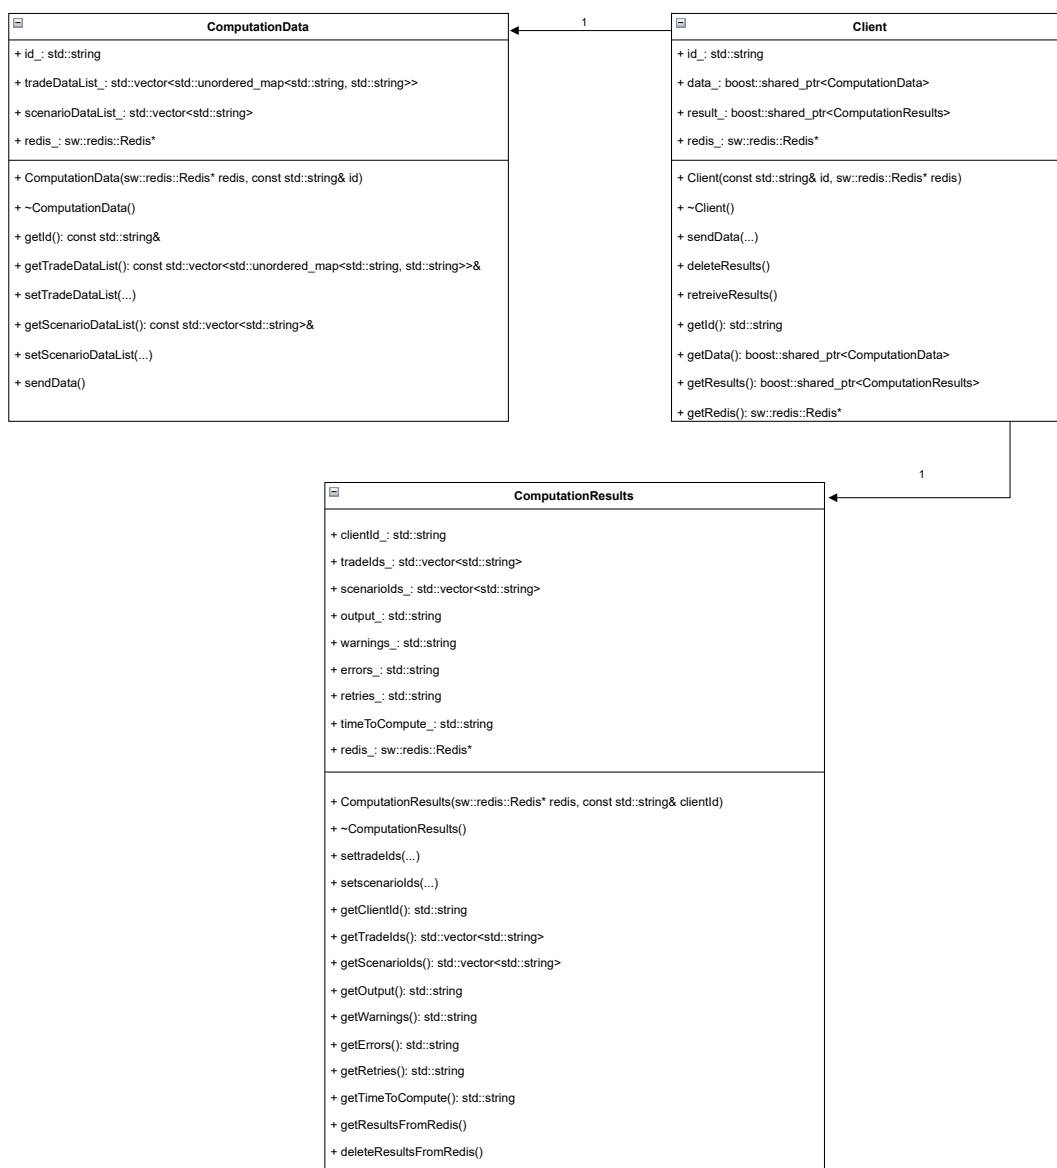 ComputationData
+ id_: std::string
+ tradeDataList_: std::vector<std::unordered_map<std::string, std::string>>
+ scenarioDataList_: std::vector<std::string>
+ redis_: sw::redis::Redis*
+ ComputationData(sw::redis::Redis* redis, const std::string& id)
+ ~ComputationData()
+ getId(): const std::string&
+ getTradeDataList(): const std::vector<std::unordered_map<std::string, std::string>>&
+ setTradeDataList(...)
+ getScenarioDataList(): const std::vector<std::string>&
+ setScenarioDataList(...)
+ sendData()
1
Client
+ id_: std::string
+ data_: boost::shared_ptr<ComputationData>
+ result_: boost::shared_ptr<ComputationResults>
+ redis_: sw::redis::Redis*
+ Client(const std::string& id, sw::redis::Redis* redis)
+ ~Client()
+ sendData(...)
+ deleteResults()
+ retreiveResults()
+ getId(): std::string
+ getData(): boost::shared_ptr<ComputationData>
+ getResults(): boost::shared_ptr<ComputationResults>
+ getRedis(): sw::redis::Redis*
1
ComputationResults
+ clientId_: std::string
+ tradeIds_: std::vector<std::string>
+ scenarioIds_: std::vector<std::string>
+ output_: std::string
+ warnings_: std::string
+ errors_: std::string
+ retries_: std::string
+ timeToCompute_: std::string
+ redis_: sw::redis::Redis*
+ ComputationResults(sw::redis::Redis* redis, const std::string& clientId)
+ ~ComputationResults()
+ settradeIds(...)
+ setscenarioIds(...)
+ getClientId(): std::string
+ getTradeIds(): std::vector<std::string>
+ getScenarioIds(): std::vector<std::string>
+ getOutput(): std::string
+ getWarnings(): std::string
+ getErrors(): std::string
+ getRetries(): std::string
+ getTimeToCompute(): std::string
+ getResultsFromRedis()
+ deleteResultsFromRedis()